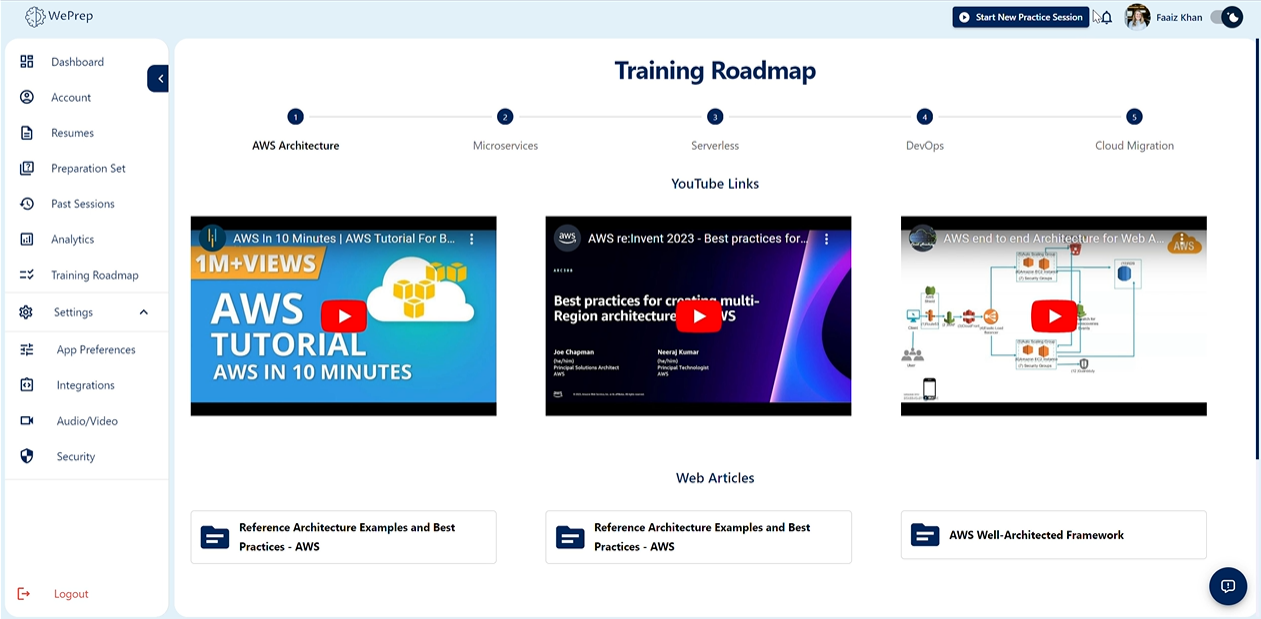 WePrep
Start New Practice Session
Faaiz Khan
Dashboard
Account
Resumes
Preparation Set
Past Sessions
Analytics
Training Roadmap
Settings
App Preferences
Integrations
Audio/Video
Security
Logout
Training Roadmap
1
2
3
4
5
AWS Architecture
Microservices
Serverless
DevOps
Cloud Migration
YouTube Links
AWS In 10 Minutes | AWS Tutorial For B...
1M+VIEWS
AWS
TUTORIAL
AWS IN 10 MINUTES
aws
AWS re:Invent 2023 - Best practices for...
ARC308
Best practices for creating multi-
Region architecture
WS
Joe Chapman
(he/him)
Principal Solutions Architect
AWS
Neeraj Kumar
(he/him)
Principal Technologist
AWS
aws
AWS end to end Architecture for Web A...
AWS
Web Articles
Reference Architecture Examples and Best
Practices - AWS
Reference Architecture Examples and Best
Practices - AWS
AWS Well-Architected Framework